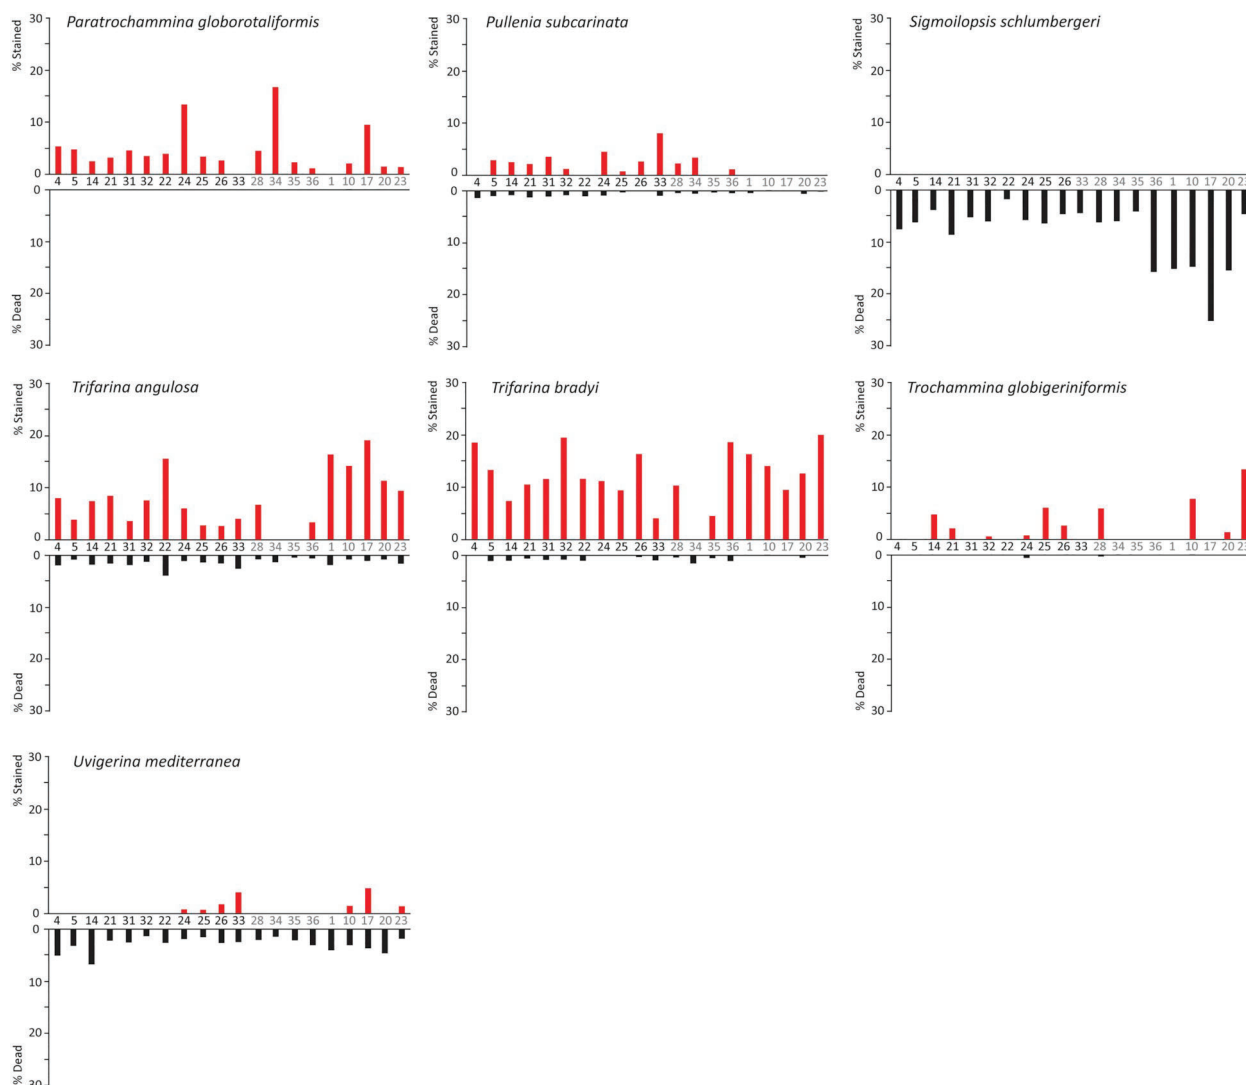 Paratrochammina globorotaliformis
% Stained
30
20
10
0
4 5 14 21 31 32 22 24 25 26 33 28 34 35 36 1 10 17 20 23
0
10
20
30
% Dead
Pullenia subcarinata
% Stained
30
20
10
0
4 5 14 21 31 32 22 24 25 26 33 28 34 35 36 1 10 17 20 23
0
10
20
30
% Dead
Sigmoilopsis schlumbergeri
% Stained
30
20
10
0
4 5 14 21 31 32 22 24 25 26 33 28 34 35 36 1 10 17 20 23
0
10
20
30
% Dead
Trifarina angulosa
% Stained
30
20
10
0
4 5 14 21 31 32 22 24 25 26 33 28 34 35 36 1 10 17 20 23
0
10
20
30
% Dead
Trifarina bradyi
% Stained
30
20
10
0
4 5 14 21 31 32 22 24 26 25 33 28 34 35 36 1 10 17 20 23
0
10
20
30
% Dead
Trochammina globigeriniformis
% Stained
30
20
10
0
4 5 14 21 31 32 22 24 25 26 33 28 34 35 36 1 10 17 20 23
0
10
20
30
% Dead
Uvigerina mediterranea
% Stained
30
20
10
0
4 5 14 21 31 32 22 24 25 26 33 28 34 35 36 1 10 17 20 23
0
10
20
30
% Dead